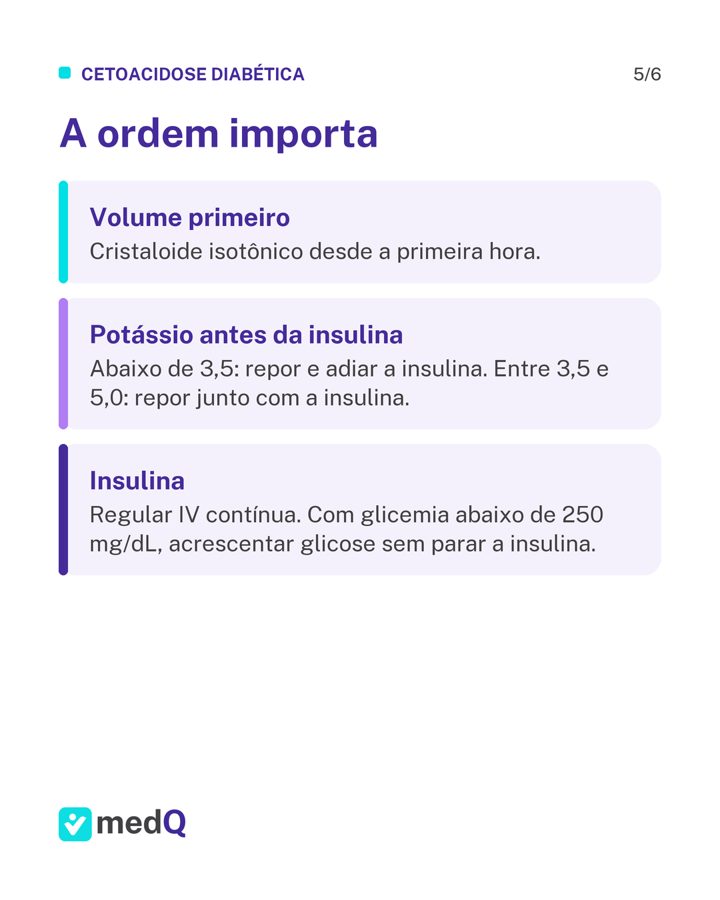 CETOACIDOSE DIABÉTICA
5/6
A ordem importa
Volume primeiro
Cristaloide isotônico desde a primeira hora.
Potássio antes da insulina
Abaixo de 3,5: repor e adiar a insulina. Entre 3,5 e
5,0: repor junto com a insulina.
Insulina
Regular IV contínua. Com glicemia abaixo de 250
mg/dL, acrescentar glicose sem parar a insulina.
medQ